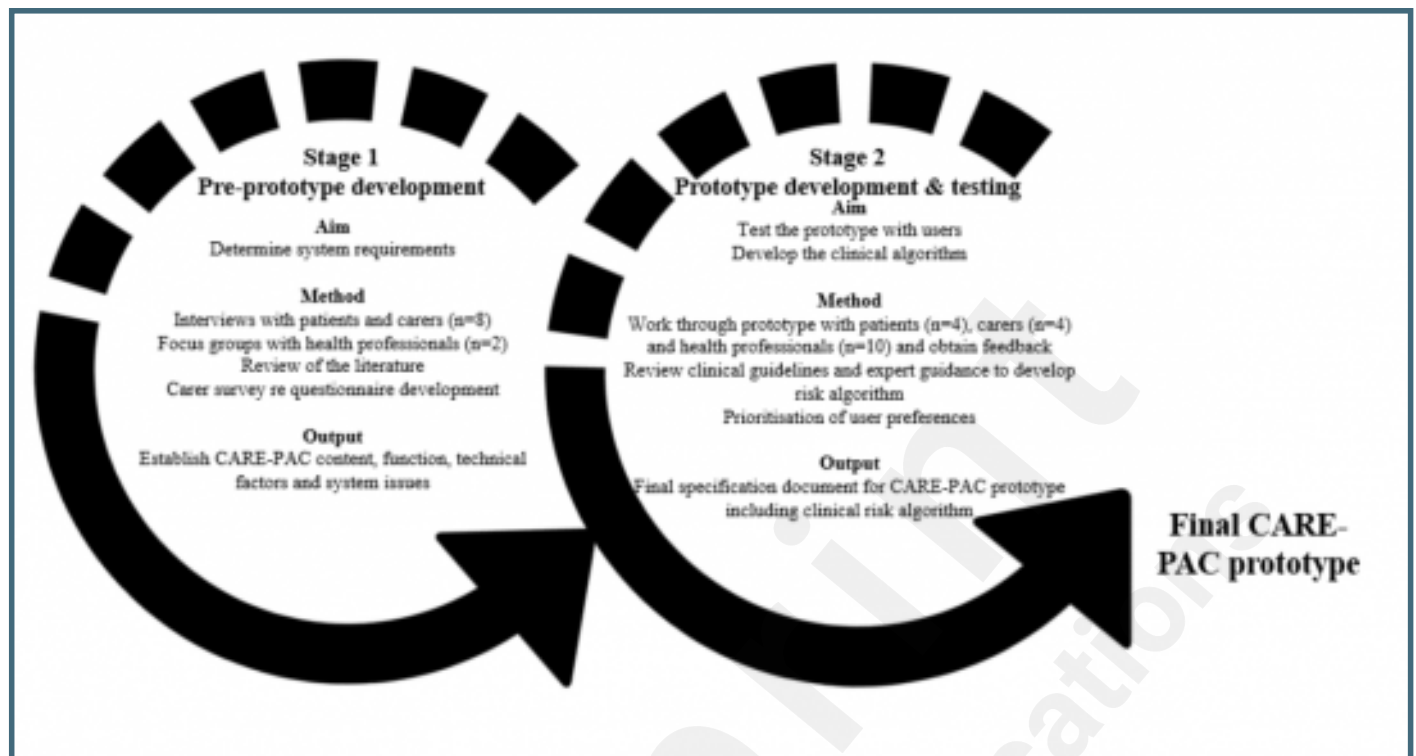 Stage 1
Pre-prototype development
Aim
Determine system requirements
Method
Interviews with patients and carers (n=8)
Focus groups with health professionals (n=2)
Review of the literature
Carer survey re questionnaire development
Output
Establish CARE-PAC content, function, technical
factors and system issues
Stage 2
Prototype development & testing
Aim
Test the prototype with users
Develop the clinical algorithm
Method
Work through prototype with patients (n=4), carers (n=4)
and health professionals (n=10) and obtain feedback
Review clinical guidelines and expert guidance to develop
risk algorithm
Prioritisation of user preferences
Output
Final specification document for CARE-PAC prototype
including clinical risk algorithm
Final CARE-
PAC prototype